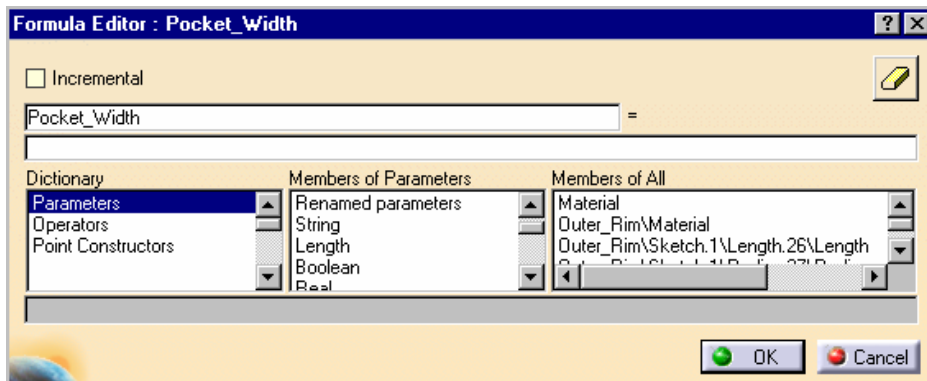 Formula Editor : Pocket_Width
Incremental
Pocket_Width =
Dictionary Members of Parameters Members of All
Parameters Renamed parameters Material
Operators String Outer_Rim\Material
Point Constructors Length Outer_Rim\Sketch.1\Length.26\Length
Boolean
Real
OK Cancel